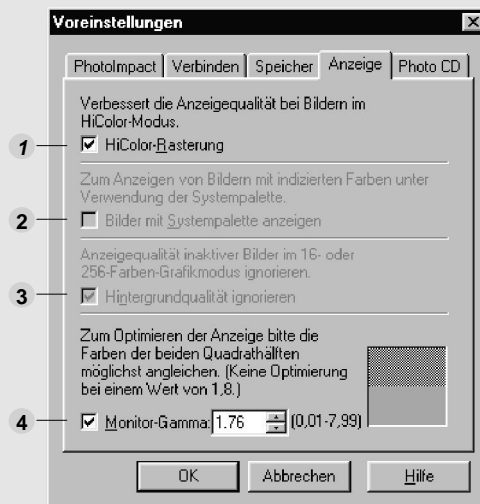 Voreinstellungen
PhotoImpact Verbinden Speicher Anzeige Photo CD
Verbessert die Anzeigequalität bei Bildern im
HiColor-Modus.
1 HiColor-Rasterung
Zum Anzeigen von Bildern mit indizierten Farben unter
Verwendung der Systempalette.
2 Bilder mit Systempalette anzeigen
Anzeigequalität inaktiver Bilder im 16- oder
256-Farben-Grafikmodus ignorieren.
3 Hintergrundqualität ignorieren
Zum Optimieren der Anzeige bitte die
Farben der beiden Quadrathälften
möglichst angleichen. (Keine Optimierung
bei einem Wert von 1,8.)
4 Monitor-Gamma: 1.76 (0,01-7,99)
OK Abbrechen Hilfe